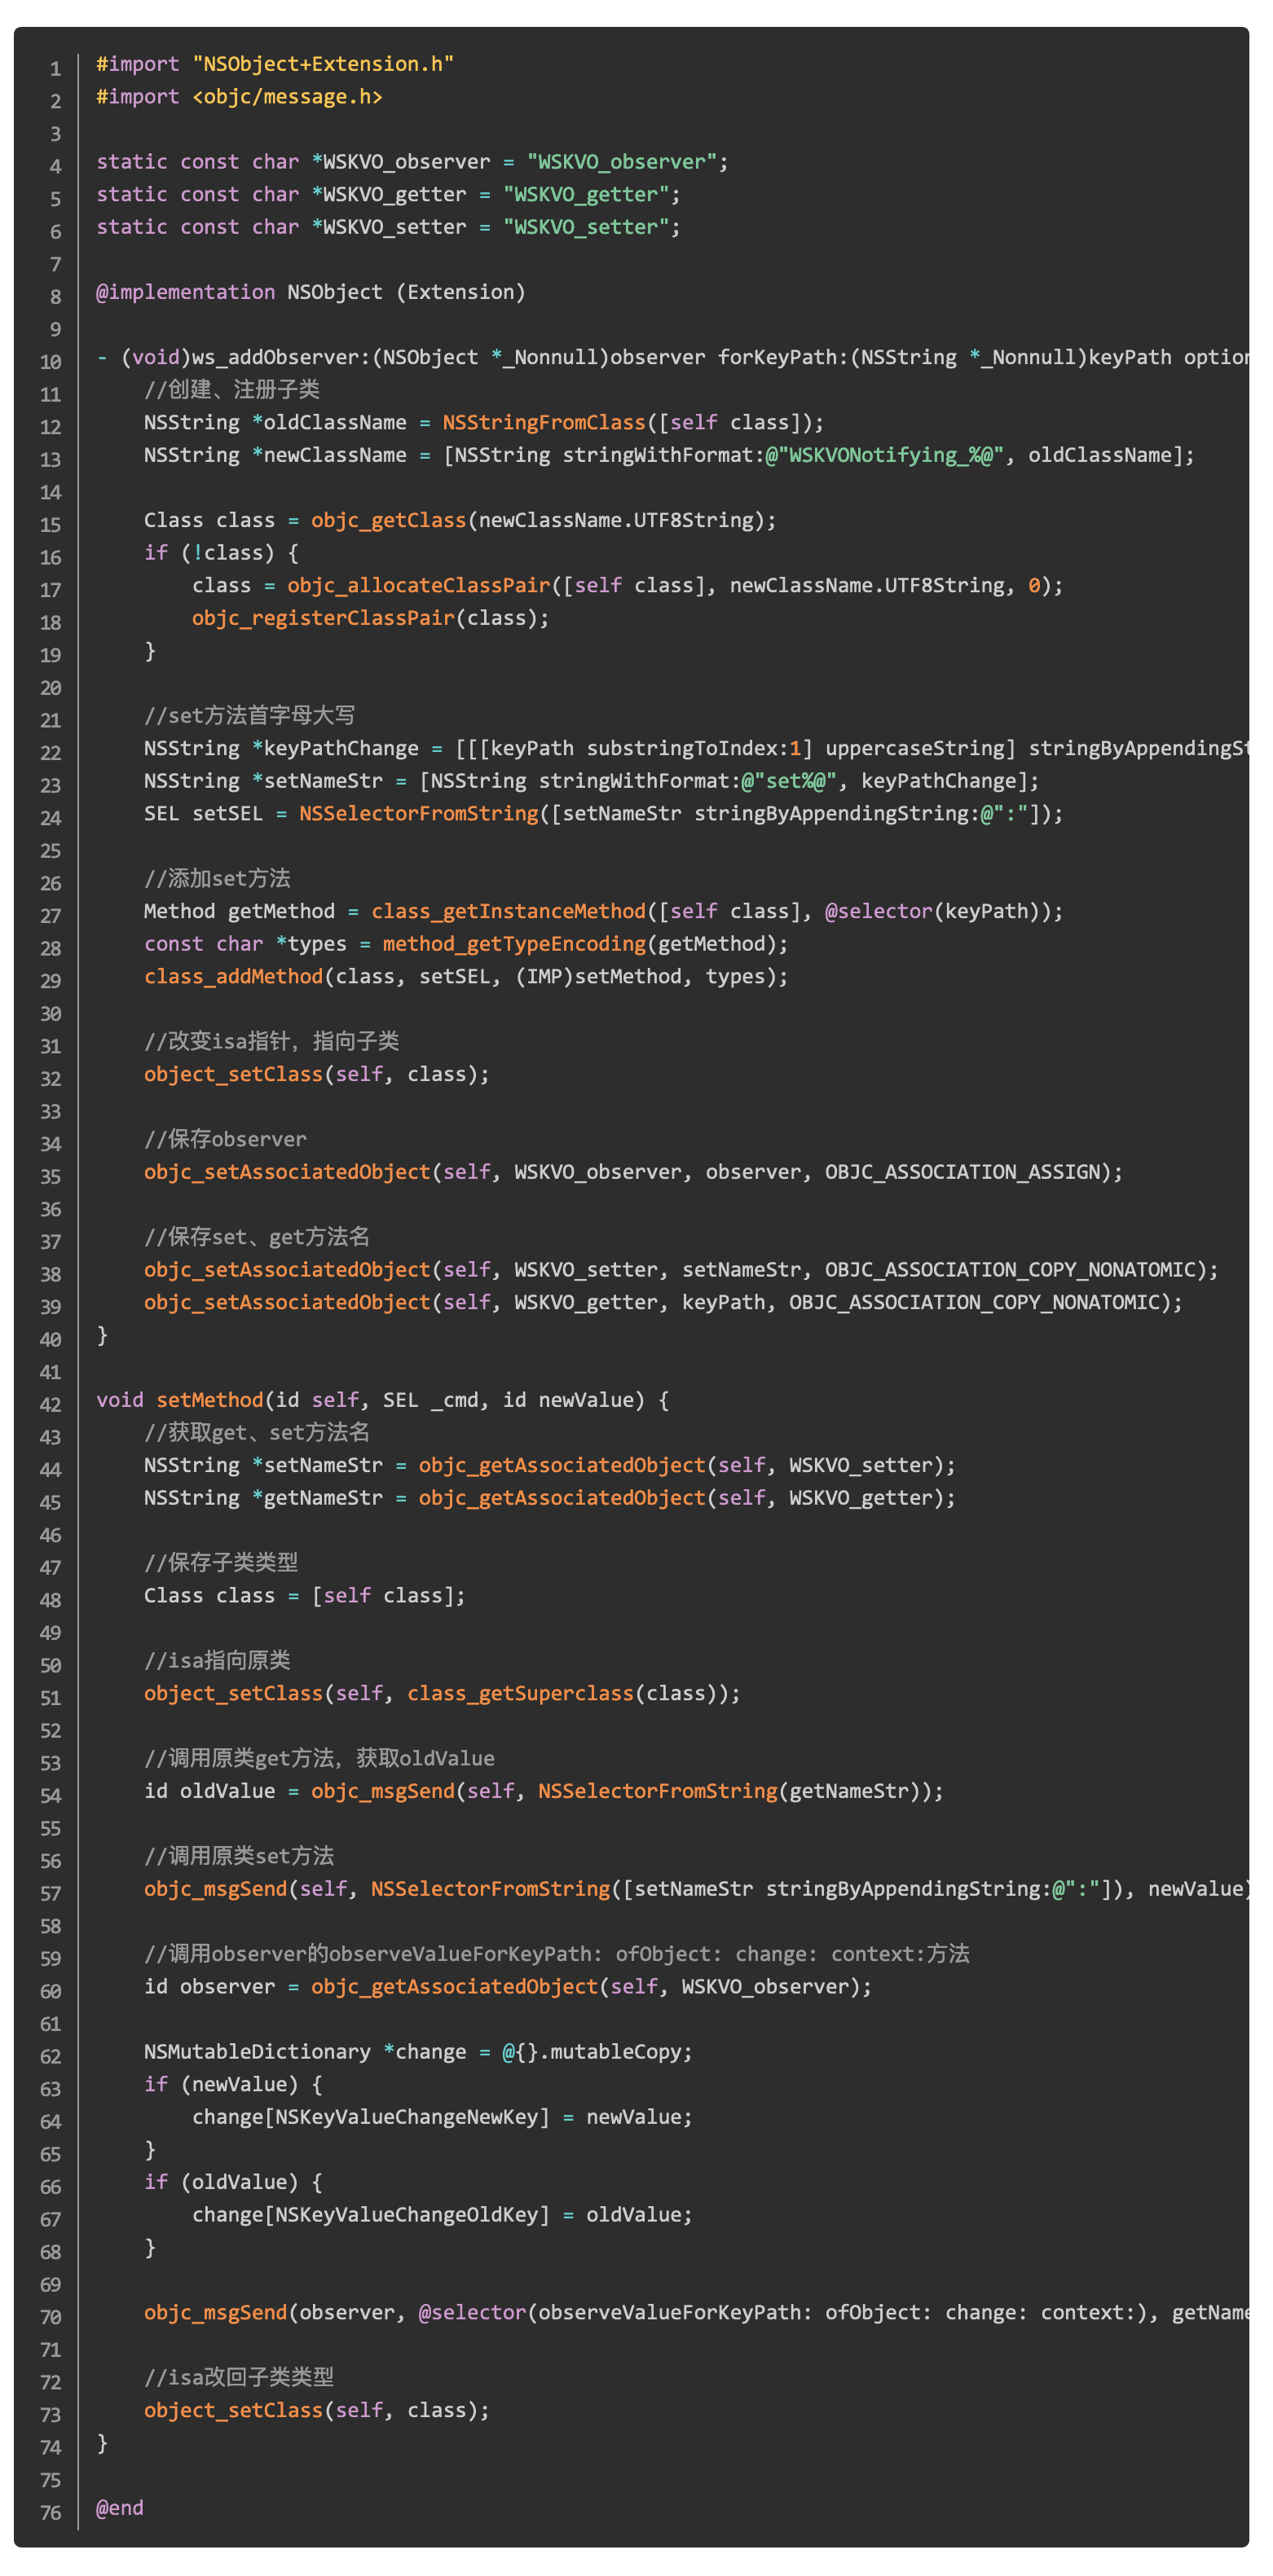 1 #import "NSObject+Extension.h"
2 #import <objc/message.h>
3
4 static const char *WSKVO_observer = "WSKVO_observer";
5 static const char *WSKVO_getter = "WSKVO_getter";
6 static const char *WSKVO_setter = "WSKVO_setter";
7
8 @implementation NSObject (Extension)
9
10 - (void)ws_addObserver:(NSObject *_Nonnull)observer forKeyPath:(NSString *_Nonnull)keyPath option
11     //创建、注册子类
12     NSString *oldClassName = NSStringFromClass([self class]);
13     NSString *newClassName = [NSString stringWithFormat:@"WSKVONotifying_%@", oldClassName];
14
15     Class class = objc_getClass(newClassName.UTF8String);
16     if (!class) {
17         class = objc_allocateClassPair([self class], newClassName.UTF8String, 0);
18         objc_registerClassPair(class);
19     }
20
21     //set方法首字母大写
22     NSString *keyPathChange = [[[keyPath substringToIndex:1] uppercaseString] stringByAppendingSt
23     NSString *setNameStr = [NSString stringWithFormat:@"set%@", keyPathChange];
24     SEL setSEL = NSSelectorFromString([setNameStr stringByAppendingString:@":"]);
25
26     //添加set方法
27     Method getMethod = class_getInstanceMethod([self class], @selector(keyPath));
28     const char *types = method_getTypeEncoding(getMethod);
29     class_addMethod(class, setSEL, (IMP)setMethod, types);
30
31     //改变isa指针，指向子类
32     object_setClass(self, class);
33
34     //保存observer
35     objc_setAssociatedObject(self, WSKVO_observer, observer, OBJC_ASSOCIATION_ASSIGN);
36
37     //保存set、get方法名
38     objc_setAssociatedObject(self, WSKVO_setter, setNameStr, OBJC_ASSOCIATION_COPY_NONATOMIC);
39     objc_setAssociatedObject(self, WSKVO_getter, keyPath, OBJC_ASSOCIATION_COPY_NONATOMIC);
40 }
41
42 void setMethod(id self, SEL _cmd, id newValue) {
43     //获取get、set方法名
44     NSString *setNameStr = objc_getAssociatedObject(self, WSKVO_setter);
45     NSString *getNameStr = objc_getAssociatedObject(self, WSKVO_getter);
46
47     //保存子类类型
48     Class class = [self class];
49
50     //isa指向原类
51     object_setClass(self, class_getSuperclass(class));
52
53     //调用原类get方法，获取oldValue
54     id oldValue = objc_msgSend(self, NSSelectorFromString(getNameStr));
55
56     //调用原类set方法
57     objc_msgSend(self, NSSelectorFromString([setNameStr stringByAppendingString:@":"]), newValue)
58
59     //调用observer的observeValueForKeyPath: ofObject: change: context:方法
60     id observer = objc_getAssociatedObject(self, WSKVO_observer);
61
62     NSMutableDictionary *change = @{}.mutableCopy;
63     if (newValue) {
64         change[NSKeyValueChangeNewKey] = newValue;
65     }
66     if (oldValue) {
67         change[NSKeyValueChangeOldKey] = oldValue;
68     }
69
70     objc_msgSend(observer, @selector(observeValueForKeyPath: ofObject: change: context:), getName
71
72     //isa改回子类类型
73     object_setClass(self, class);
74 }
75
76 @end